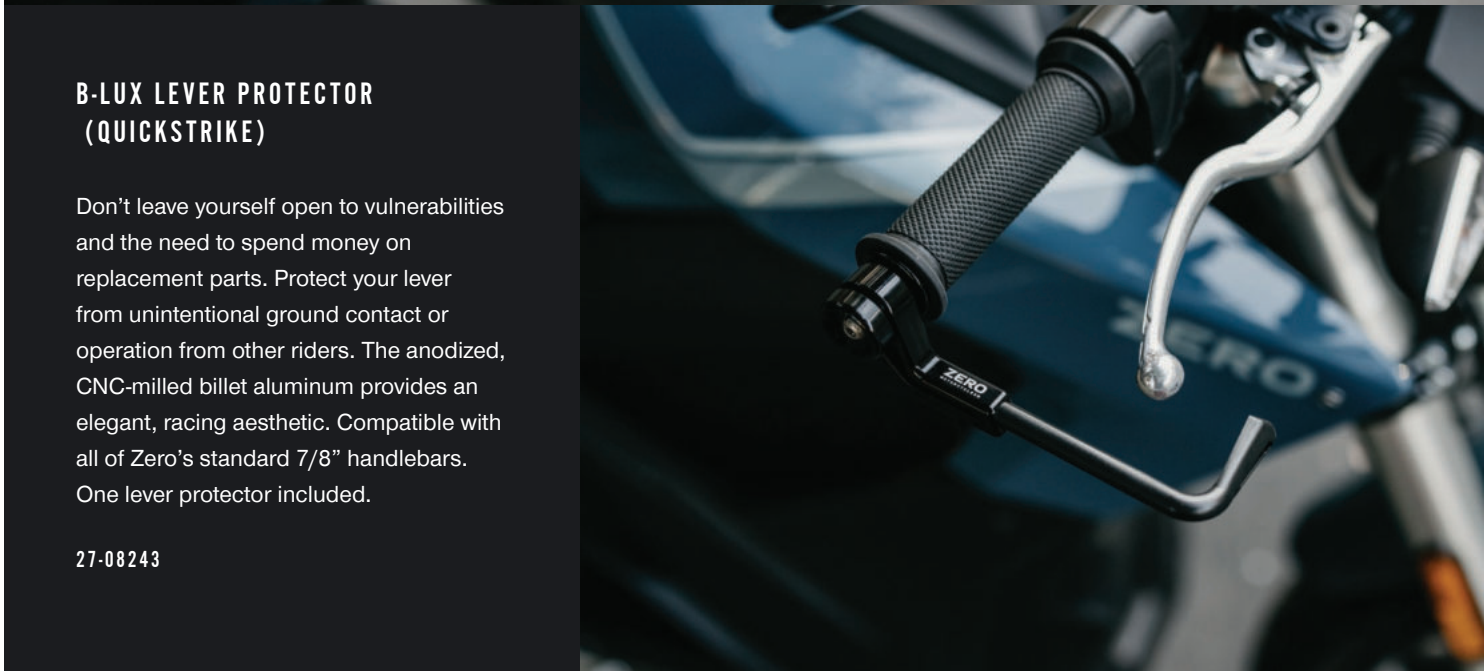 B-LUX LEVER PROTECTOR
(QUICKSTRIKE)
Don’t leave yourself open to vulnerabilities
and the need to spend money on
replacement parts. Protect your lever
from unintentional ground contact or
operation from other riders. The anodized,
CNC-milled billet aluminum provides an
elegant, racing aesthetic. Compatible with
all of Zero’s standard 7/8” handlebars.
One lever protector included.
27-08243
ZERO
ZERO
MOTORCYCLES